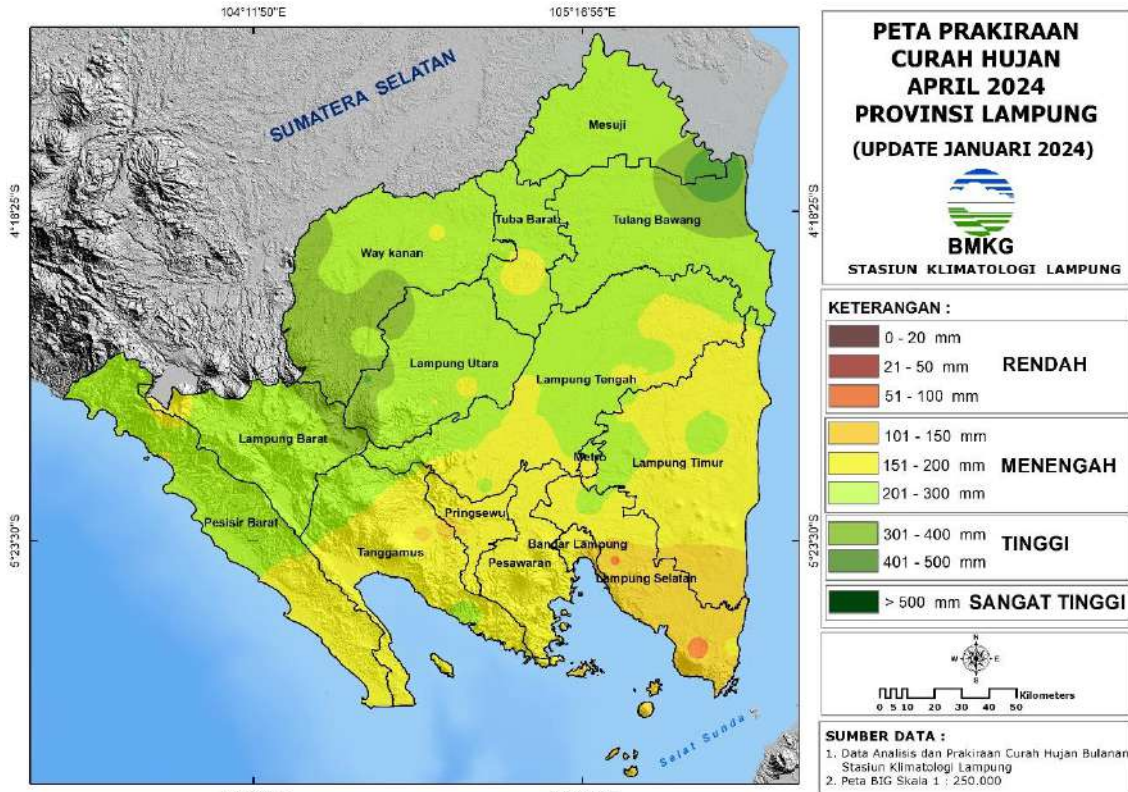 104°11'50"E
105°16'55"E
4°18'25"S
4°18'25"S
5°23'30"S
5°23'30"S
SUMATERA SELATAN
Mesuji
Tuba Barat
Tulang Bawang
Way kanan
Lampung Utara
Lampung Tengah
Lampung Barat
Metro
Lampung Timur
Pesisir Barat
Pringsewu
Tanggamus
Bandar Lampung
Pesawaran
Lampung Selatan
Selat Sunda
PETA PRAKIRAAN
CURAH HUJAN
APRIL 2024
PROVINSI LAMPUNG
(UPDATE JANUARI 2024)
BMKG
STASIUN KLIMATOLOGI LAMPUNG
KETERANGAN :
0 - 20 mm
21 - 50 mm
51 - 100 mm
RENDAH
101 - 150 mm
151 - 200 mm
201 - 300 mm
MENENGAH
301 - 400 mm
401 - 500 mm
TINGGI
> 500 mm SANGAT TINGGI
N
W E
S
Kilometers
0 5 10 20 30 40 50
SUMBER DATA :
1. Data Analisis dan Prakiraan Curah Hujan Bulanan
Stasiun Klimatologi Lampung
2. Peta BIG Skala 1 : 250.000